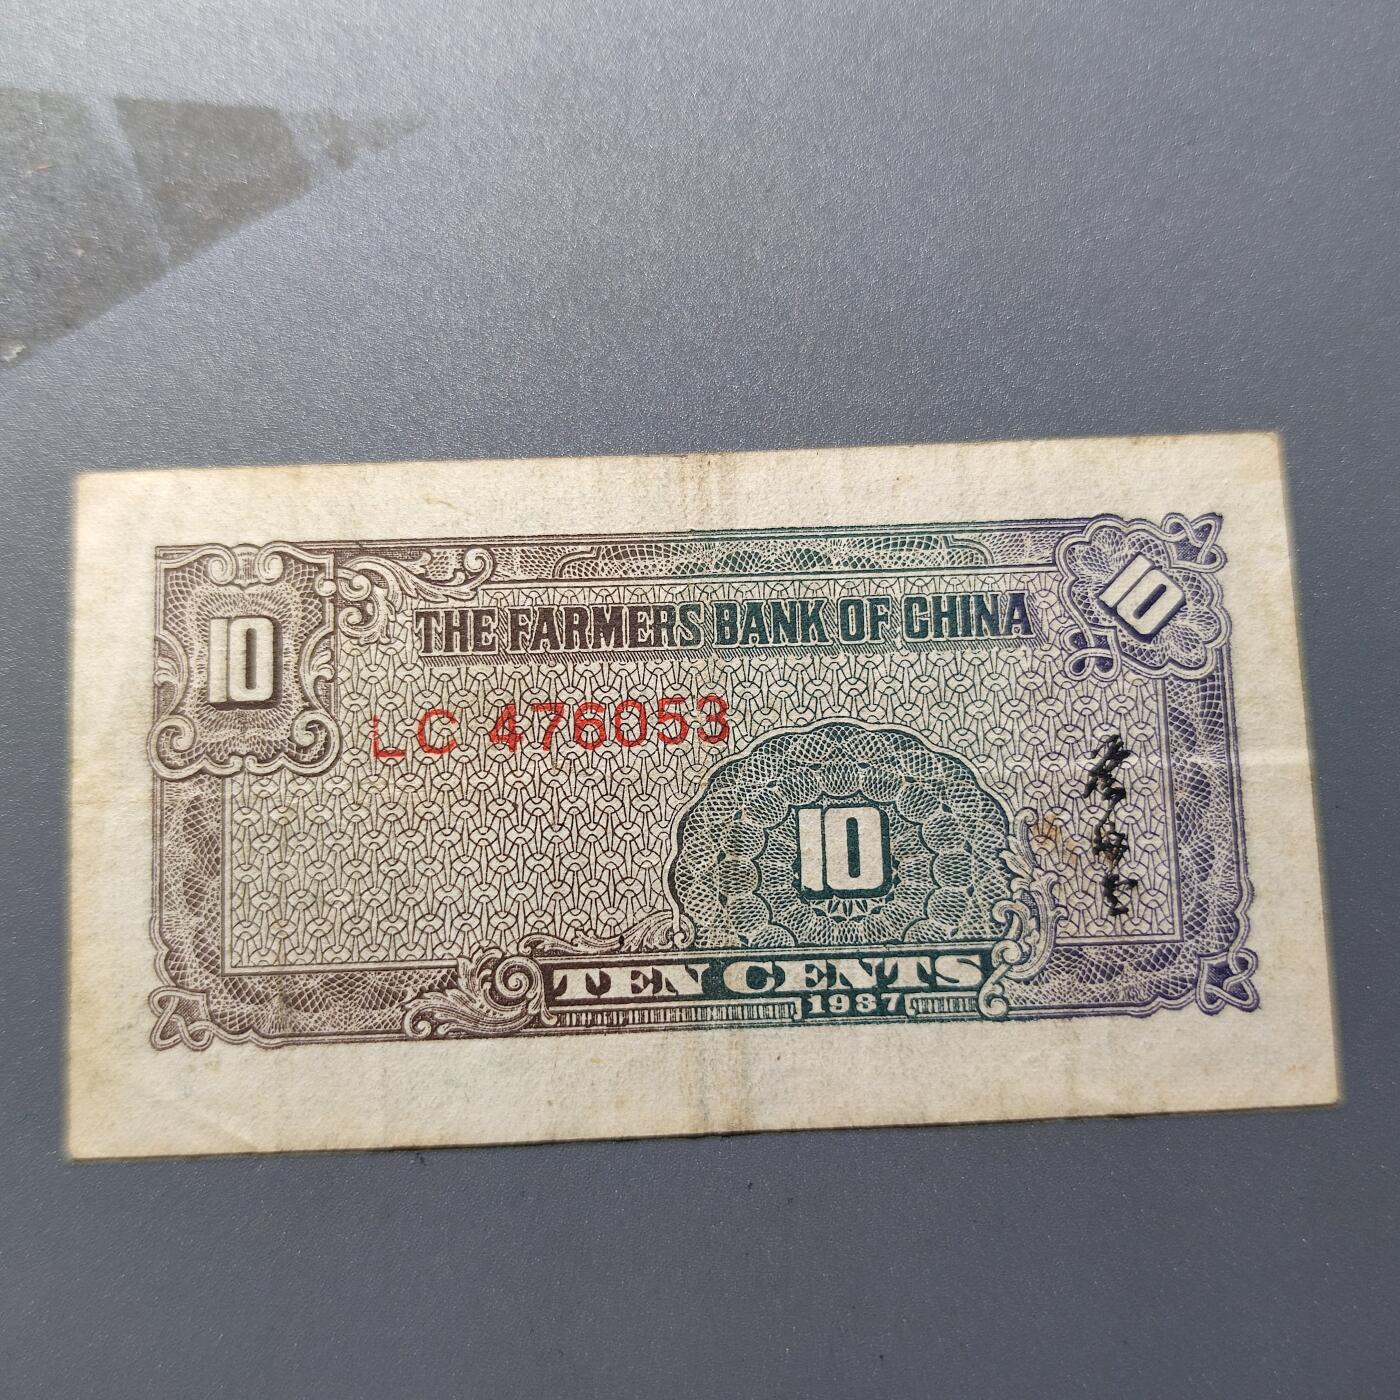 10
10
THE FARMERS BANK OF CHINA
LC 476053
10
TEN CENTS
1937